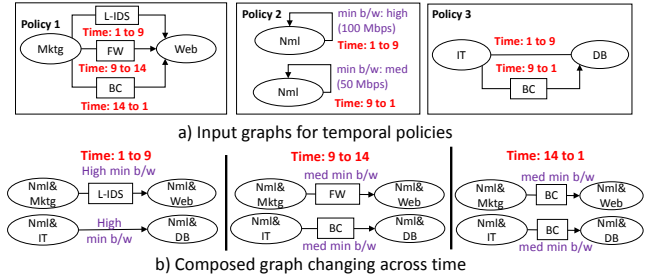 Policy 1
L-IDS
Time: 1 to 9
Mktg
FW
Web
Time: 9 to 14
BC
Time: 14 to 1
Policy 2
min b/w: high
(100 Mbps)
Nml
Time: 1 to 9
min b/w: med
(50 Mbps)
Nml
Time: 9 to 1
Policy 3
Time: 1 to 9
IT
DB
Time: 9 to 1
BC
a) Input graphs for temporal policies
Time: 1 to 9
High min b/w
Nml&
Mktg
L-IDS
Nml&
Web
Nml&
IT
High
min b/w
Nml&
DB
Time: 9 to 14
med min b/w
Nml&
Mktg
FW
Nml&
Web
Nml&
IT
BC
Nml&
DB
med min b/w
Time: 14 to 1
med min b/w
Nml&
Mktg
BC
Nml&
Web
Nml&
IT
BC
Nml&
DB
med min b/w
b) Composed graph changing across time